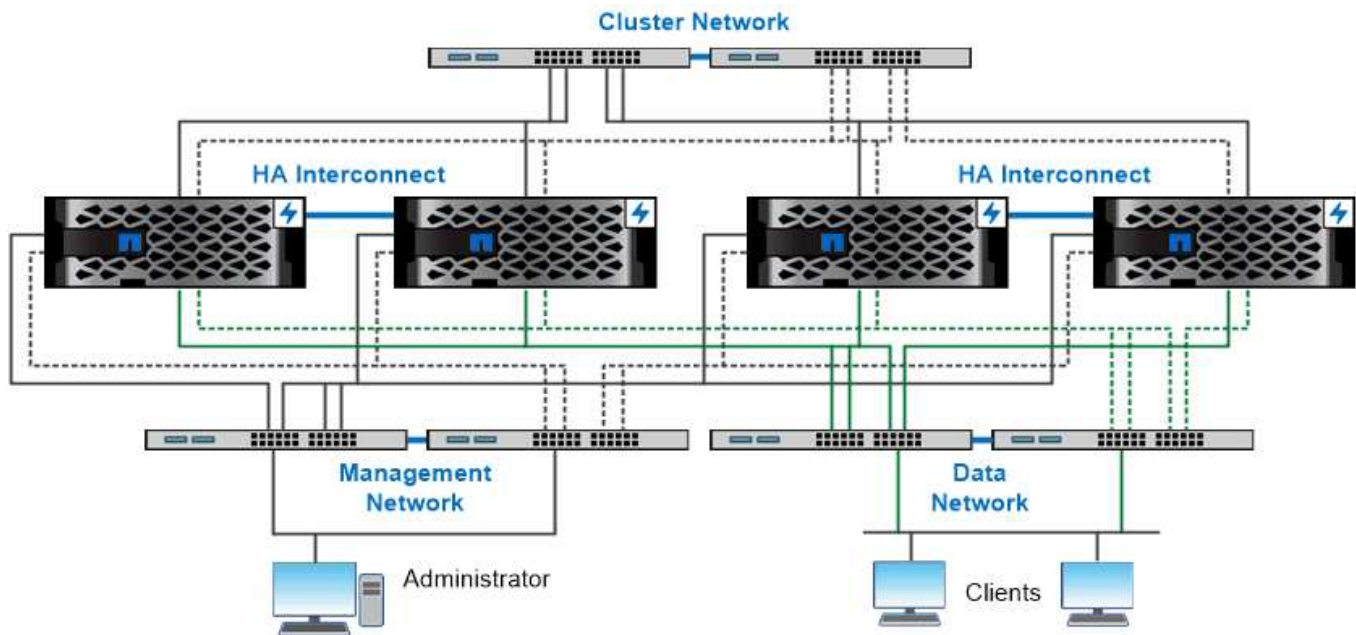 Cluster Network
HA Interconnect
HA Interconnect
Management
Network
Data
Network
Administrator
Clients